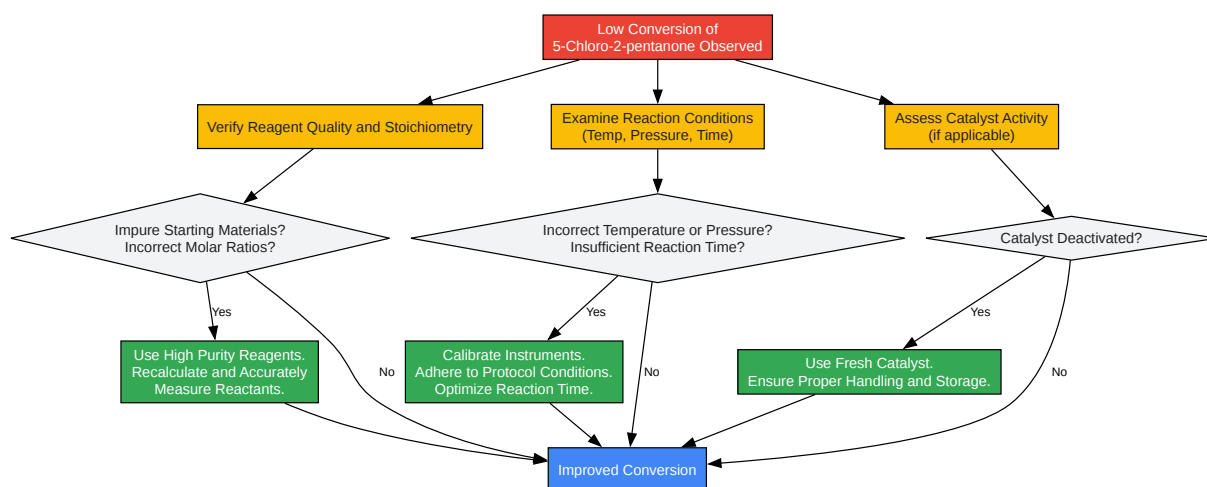 Low Conversion of
5-Chloro-2-pentanone Observed
Verify Reagent Quality and Stoichiometry
Examine Reaction Conditions
(Temp, Pressure, Time)
Assess Catalyst Activity
(if applicable)
Impure Starting Materials?
Incorrect Molar Ratios?
Incorrect Temperature or Pressure?
Insufficient Reaction Time?
Catalyst Deactivated?
Yes
Yes
Yes
Use High Purity Reagents.
Recalculate and Accurately
Measure Reactants.
No
Calibrate Instruments.
Adhere to Protocol Conditions.
Optimize Reaction Time.
No
Use Fresh Catalyst.
Ensure Proper Handling and Storage.
No
Improved Conversion